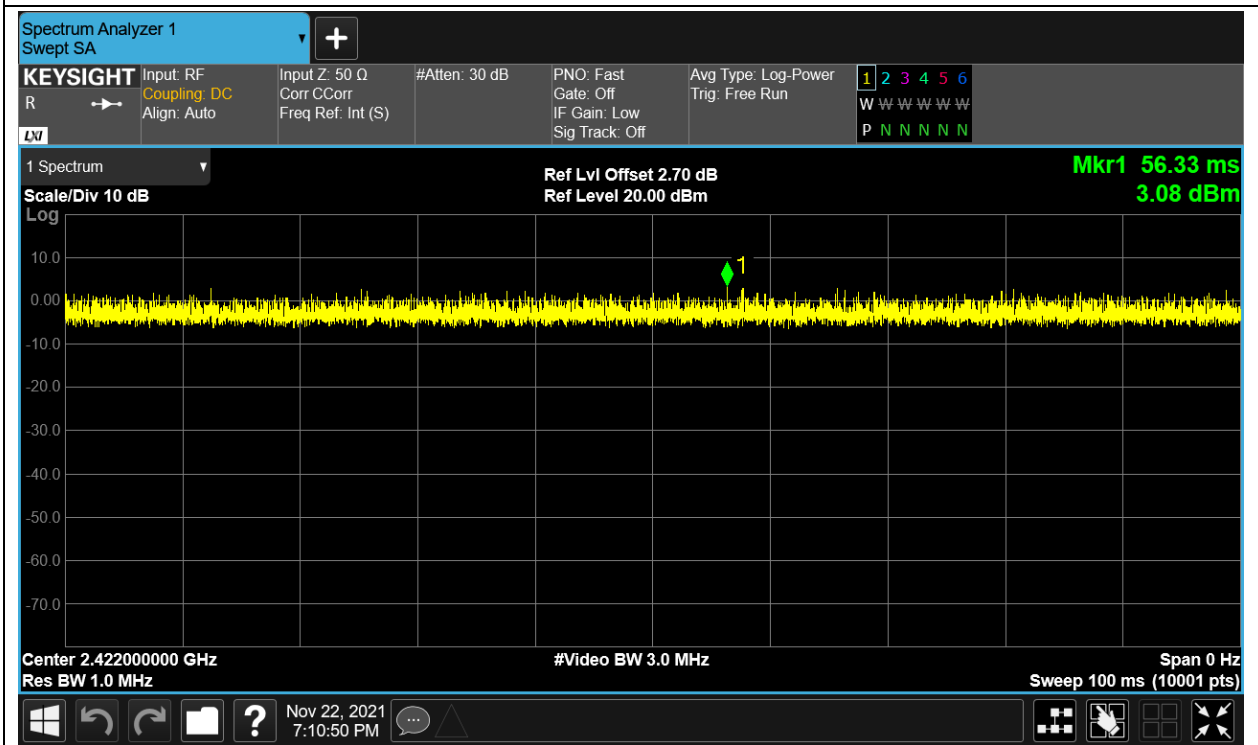 Spectrum Analyzer 1
Swept SA
▼
+
KEYSIGHT
R
LXI
Input: RF
Coupling: DC
Align: Auto
Input Z: 50 Ω
Corr CCorr
Freq Ref: Int (S)
#Atten: 30 dB
PNO: Fast
Gate: Off
IF Gain: Low
Sig Track: Off
Avg Type: Log-Power
Trig: Free Run
1 2 3 4 5 6
W W W W W W
P N N N N N
1 Spectrum ▼
Scale/Div 10 dB
Log
Ref Lvl Offset 2.70 dB
Ref Level 20.00 dBm
Mkr1 56.33 ms
3.08 dBm
1
10.0
0.00
-10.0
-20.0
-30.0
-40.0
-50.0
-60.0
-70.0
Center 2.422000000 GHz
Res BW 1.0 MHz
#Video BW 3.0 MHz
Span 0 Hz
Sweep 100 ms (10001 pts)
?
Nov 22, 2021
7:10:50 PM